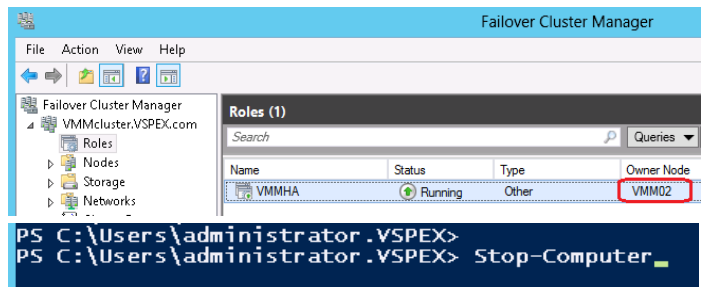 Failover Cluster Manager
File Action View Help
Failover Cluster Manager
VMMcluster.VSPEX.com
Roles
Nodes
Storage
Networks
Roles (1)
Search
Queries
Name Status Type Owner Node
VMMHA Running Other VMM02
PS C:\Users\administrator.VSPEX>
PS C:\Users\administrator.VSPEX> Stop-Computer_